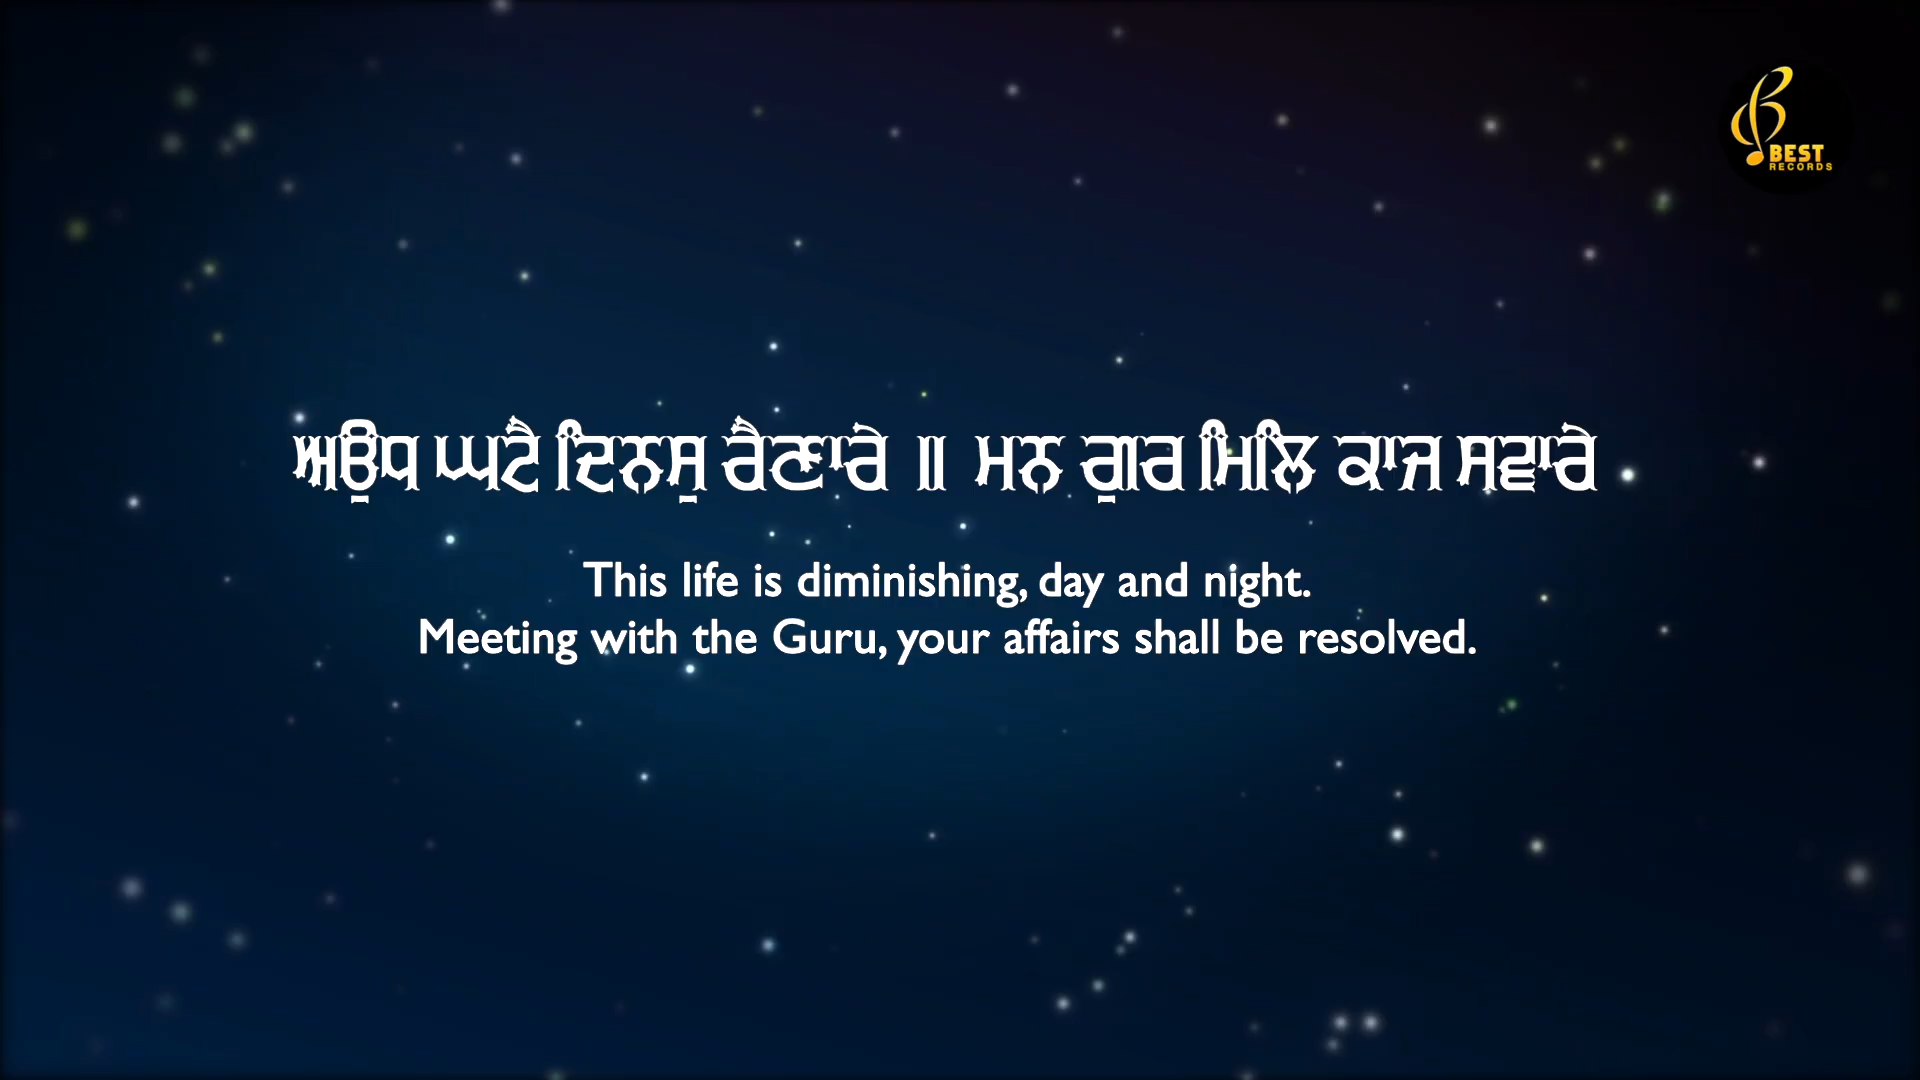 BEST
RECORDS
ਅਉਧ ਘਟੈ ਦਿਨਸੁ ਰੈਣਾਰੇ ॥ ਮਨ ਗੁਰ ਮਿਲਿ ਕਾਜ ਸਵਾਰੇ
This life is diminishing, day and night.
Meeting with the Guru, your affairs shall be resolved.